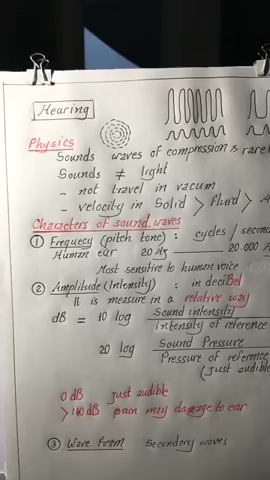 Hearing
Physics
Sounds waves of compression & rare
Sounds ≠ light
- not travel in vacum
- velocity in Solid > Fluid >
Characters of sound waves
① Frequecy (pitch tone) : cycles / second
Human ear 20 Hz ____ 20.000
Most sensitive to human voice
② Amplitude (Intensity) : in deciBel
It is measure in a relative way
dB = 10 log Sound intensity
Intensity of reference
20 log Sound Pressure
Pressure of reference
(just audible
0 dB just audible
> 140 dB pain may damage to ear
③ Wave form Secondary waves